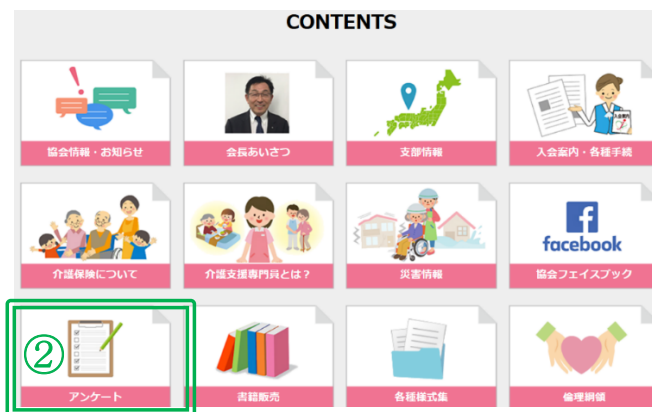 CONTENTS
協会情報・お知らせ
会長あいさつ
支部情報
入会案内・各種手続
介護保険について
介護支援専門員とは？
災害情報
facebook
協会フェイスブック
②
アンケート
書籍販売
各種様式集
倫理綱領